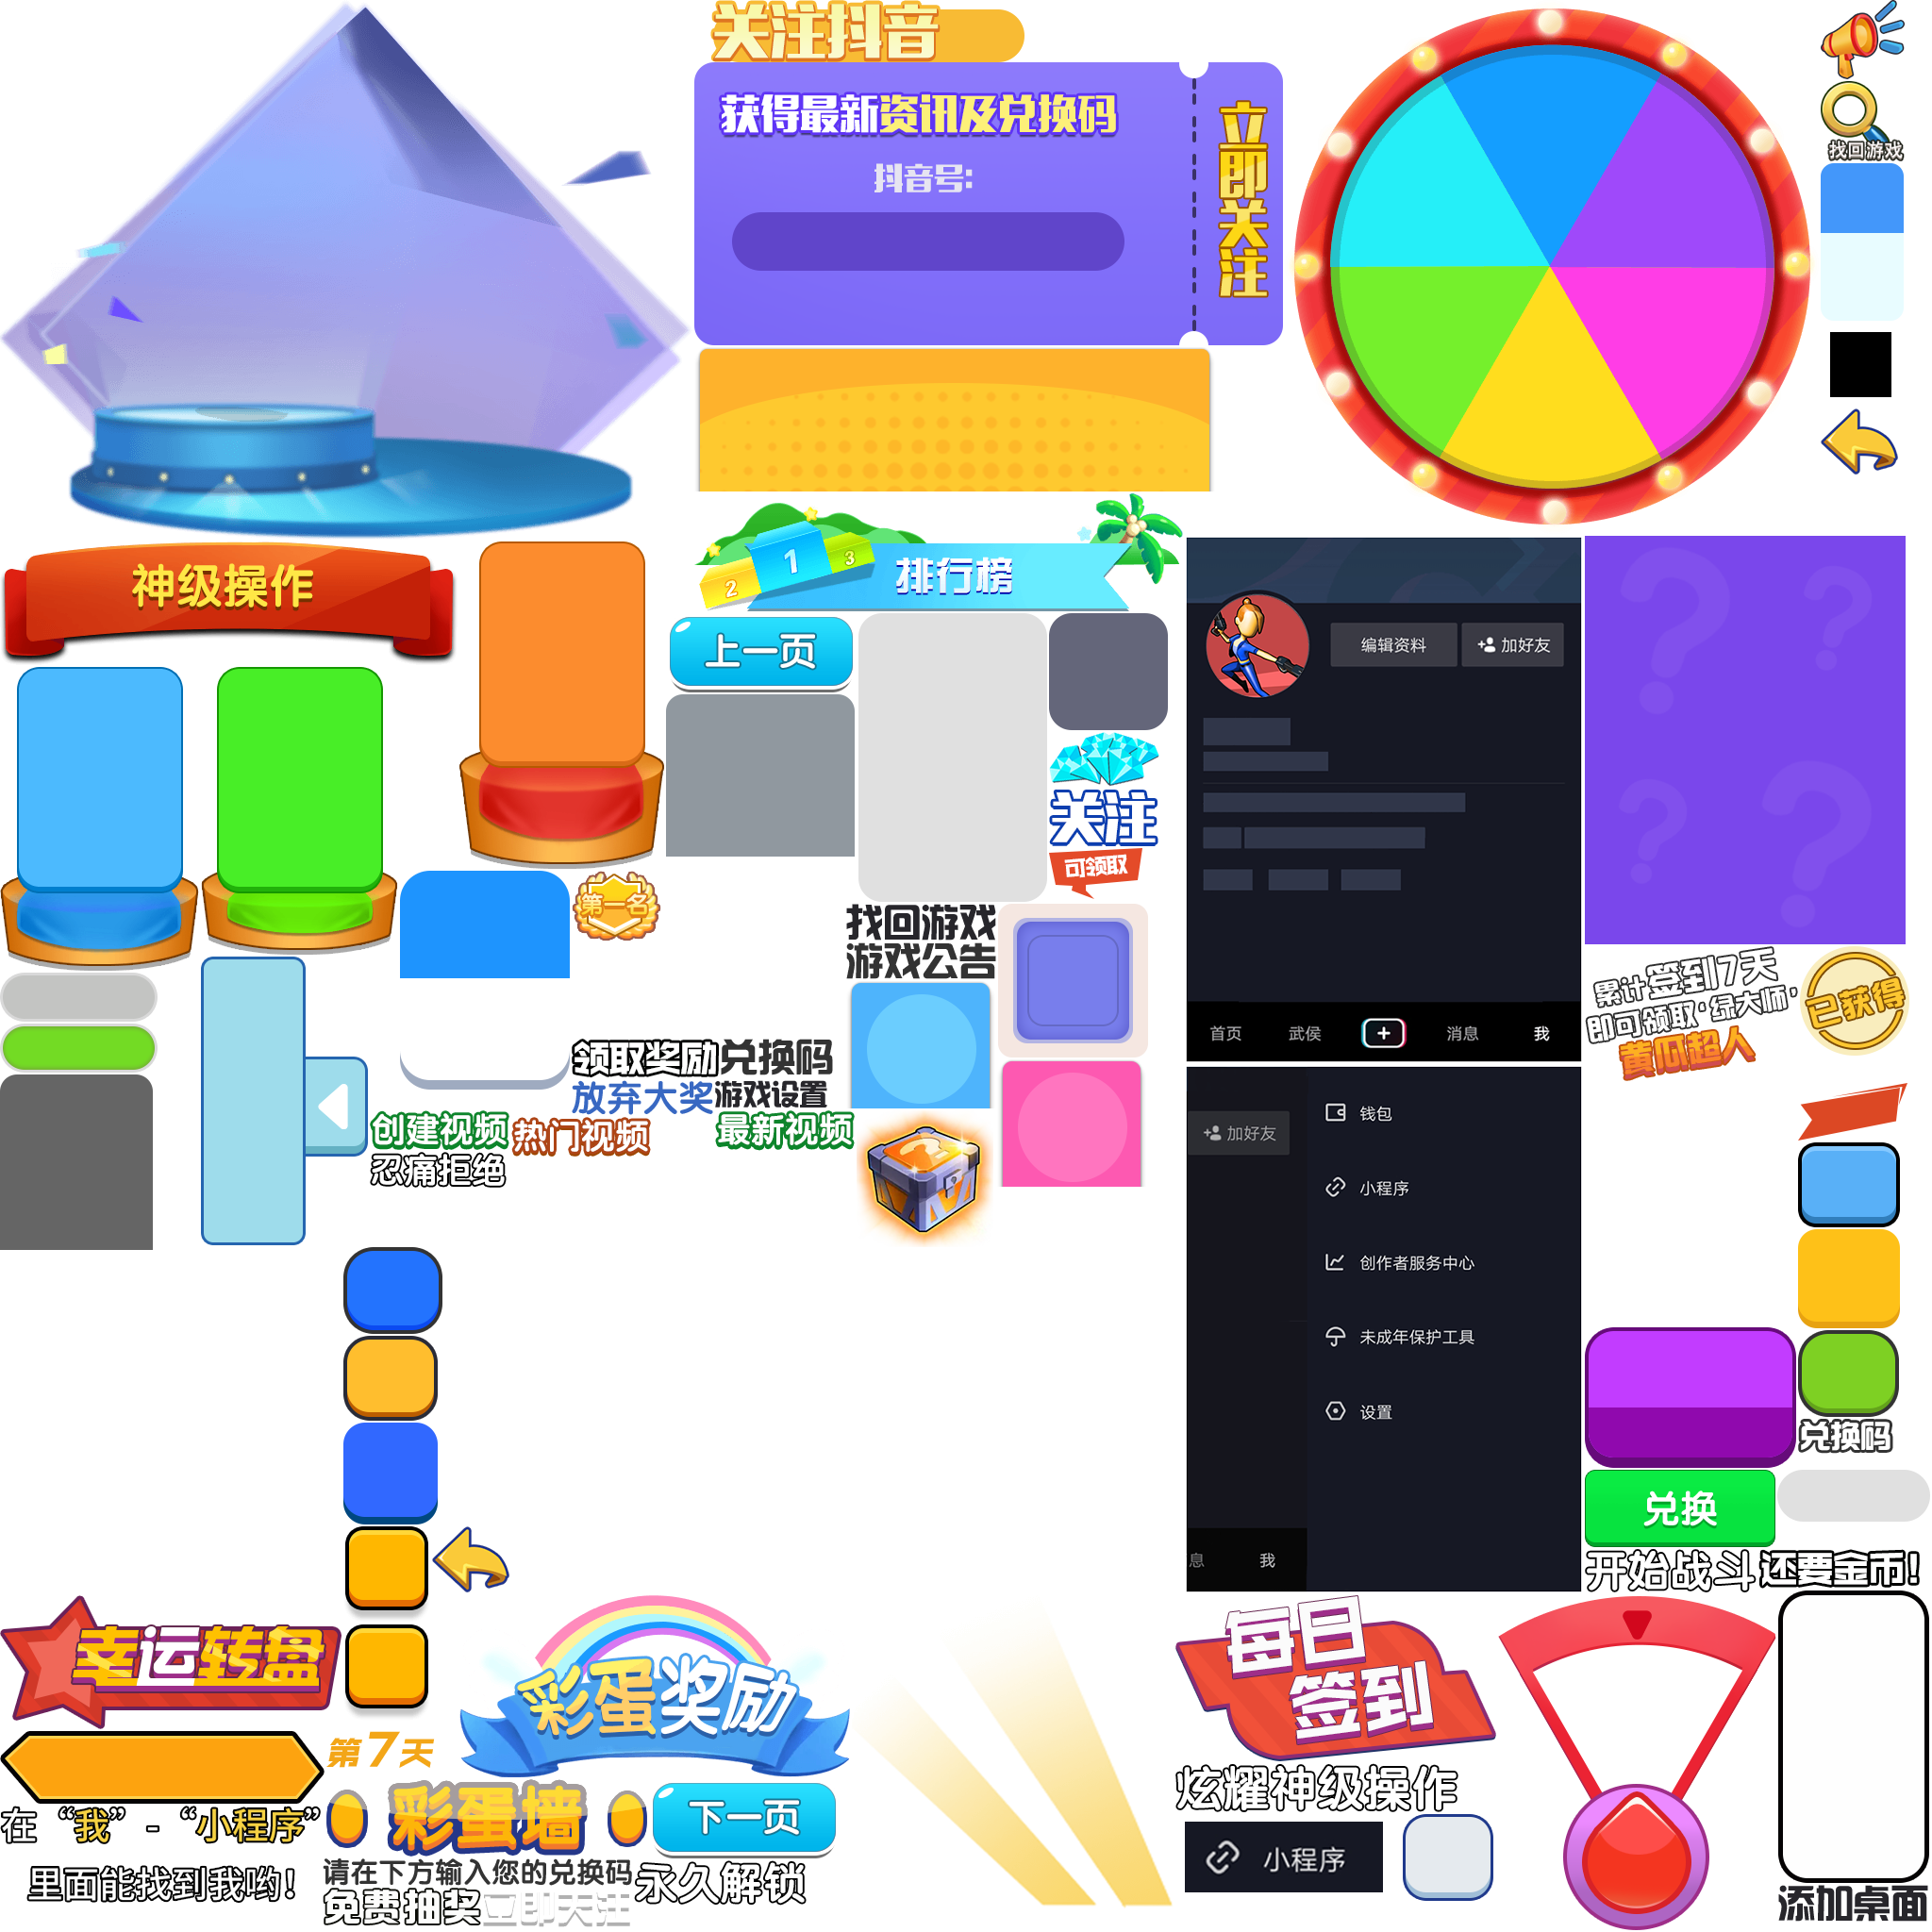 关注抖音
获得最新资讯及兑换码
抖音号:
立即关注
找回游戏
神级操作
1
2
3
排行榜
上一页
关注
可领取
第一名
找回游戏
游戏公告
编辑资料
加好友
首页
武侯
消息
我
累计签到7天
即可领取'绿大师'
黄瓜超人
已获得
领取奖励
兑换码
放弃大奖
游戏设置
创建视频
热门视频
最新视频
忍痛拒绝
加好友
钱包
小程序
创作者服务中心
未成年保护工具
设置
息
我
兑换码
兑换
开始战斗
还要金币!
幸运转盘
第7天
彩蛋奖励
每日
签到
在“我”-“小程序”
里面能找到我哟!
彩蛋墙
下一页
请在下方输入您的兑换码
免费抽奖
立即关注
永久解锁
炫耀神级操作
小程序
添加桌面